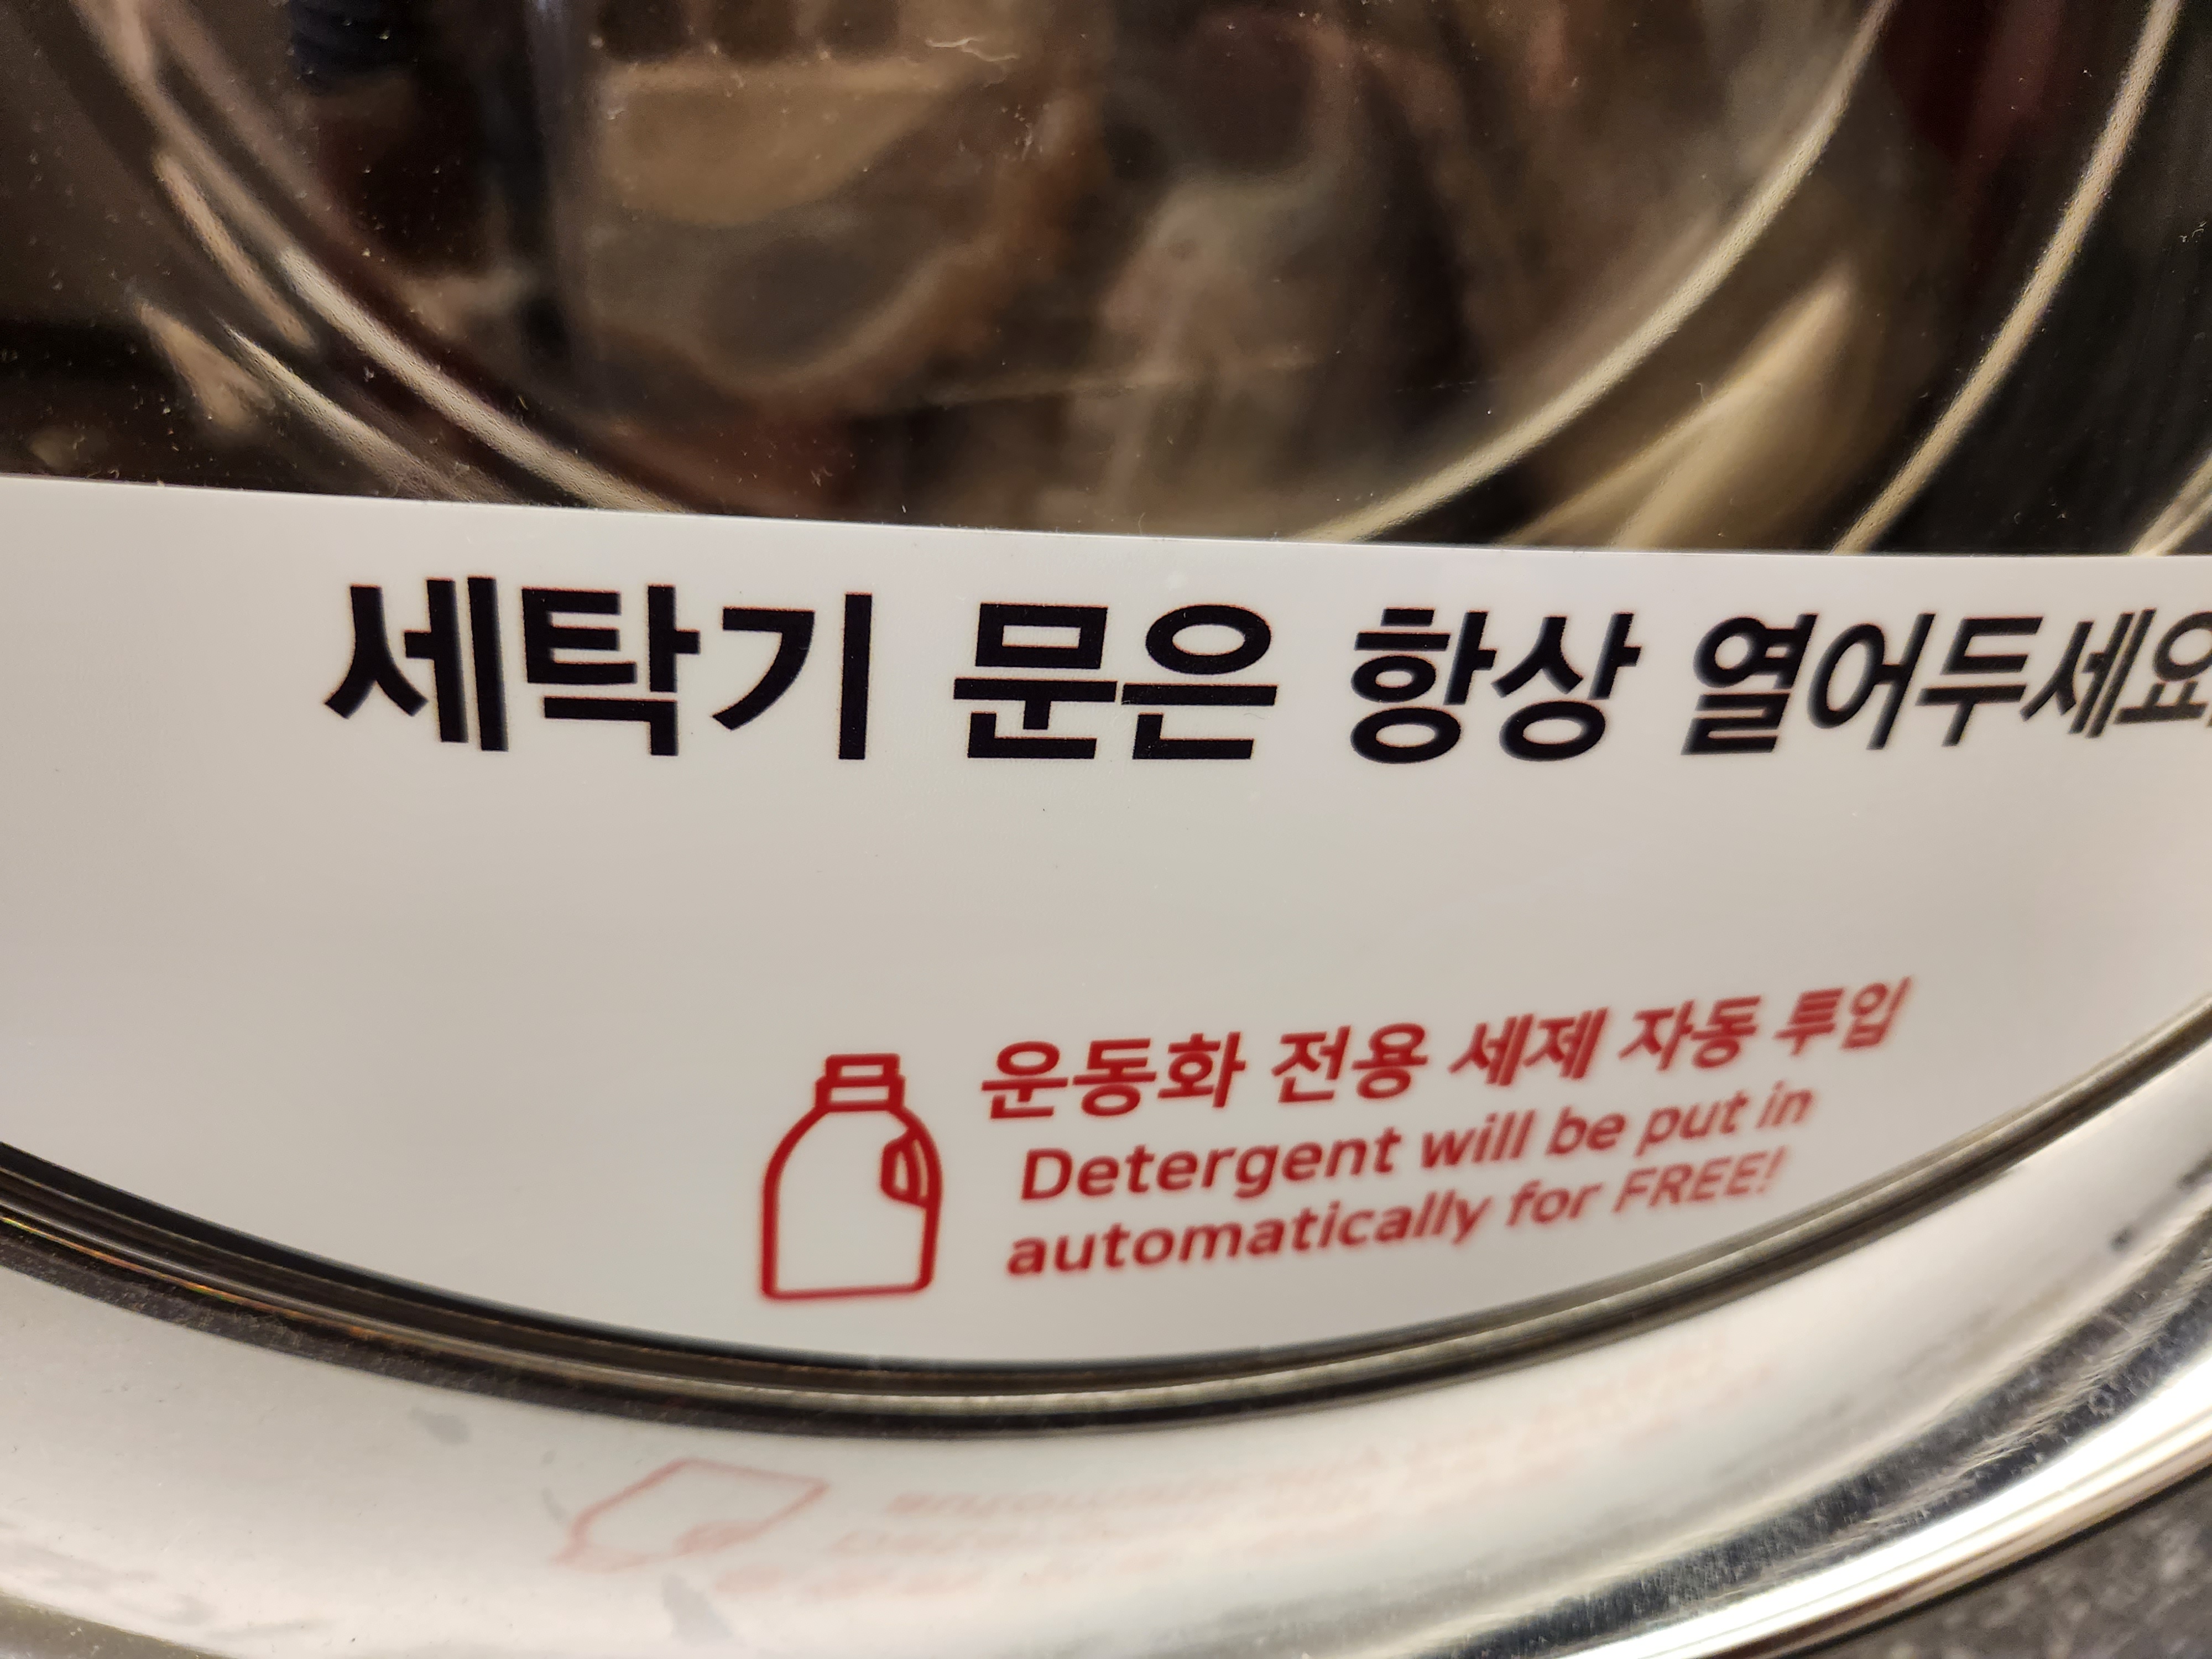 세탁기 문은 항상 열어두세요
운동화 전용 세제 자동 투입
Detergent will be put in
automatically for FREE!